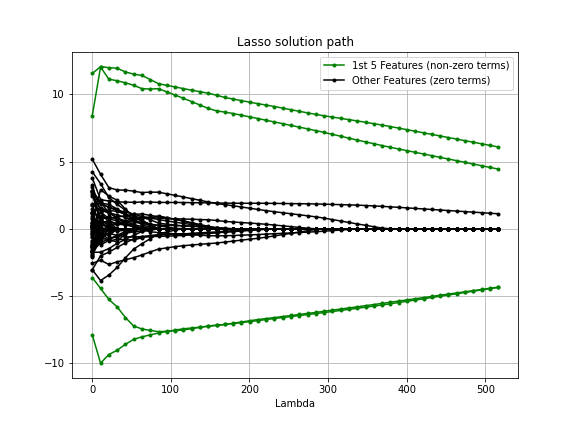 Lasso solution path
1st 5 Features (non-zero terms)
Other Features (zero terms)
10
5
0
−5
−10
0
100
200
300
400
500
Lambda